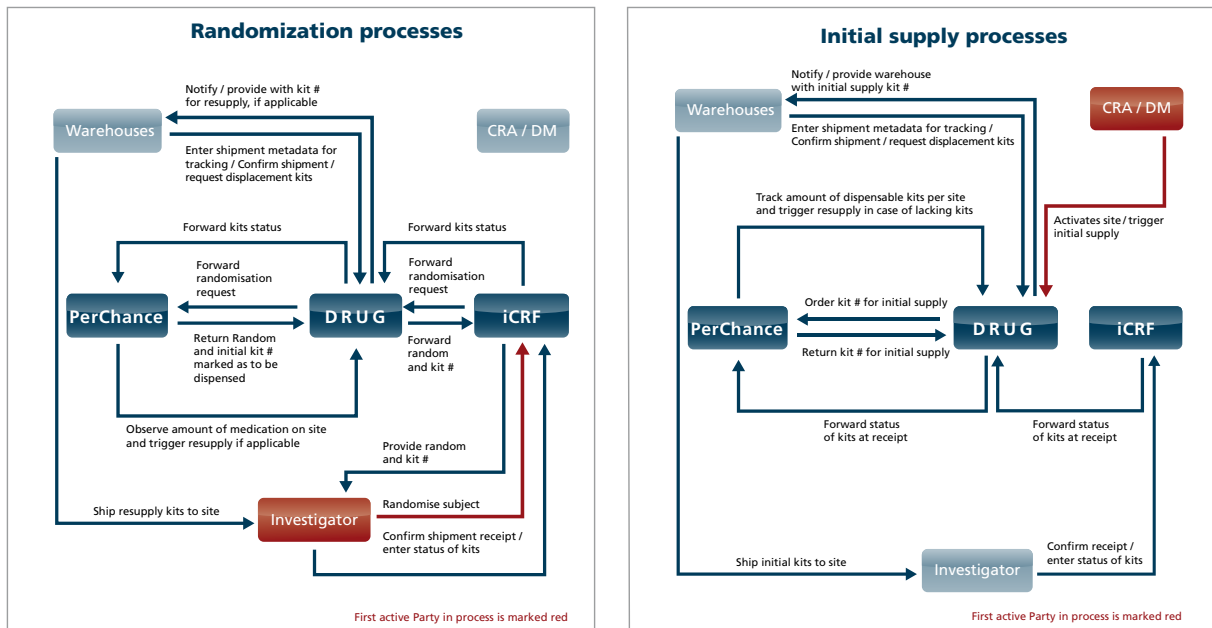 Randomization processes
Notify / provide with kit #
for resupply, if applicable
Warehouses
CRA / DM
Enter shipment metadata for
tracking / Confirm shipment /
request displacement kits
Forward kits status
Forward kits status
Forward
randomisation
request
Forward
randomisation
request
PerChance
DRUG
iCRF
Return Random
and initial kit #
marked as to be
dispensed
Forward
random
and kit #
Observe amount of medication on site
and trigger resupply if applicable
Provide random
and kit #
Ship resupply kits to site
Investigator
Randomise subject
Confirm shipment receipt /
enter status of kits
First active Party in process is marked red
Initial supply processes
Notify / provide warehouse
with initial supply kit #
Warehouses
CRA / DM
Enter shipment metadata for tracking /
Confirm shipment / request displacement kits
Track amount of dispensable kits per site
and trigger resupply in case of lacking kits
Activates site / trigger
initial supply
Order kit # for initial supply
PerChance
DRUG
iCRF
Return kit # for initial supply
Forward status
of kits at receipt
Forward status
of kits at receipt
Ship initial kits to site
Investigator
Confirm receipt /
enter status of kits
First active Party in process is marked red